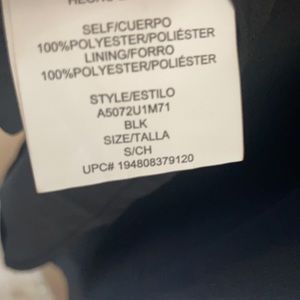 SELF/CUERPO
100%POLYESTER/POLIÉSTER
LINING/FORRO
100%POLYESTER/POLIÉSTER
STYLE/ESTILO
A5072U1M71
BLK
SIZE/TALLA
S/CH
UPC# 194808379120